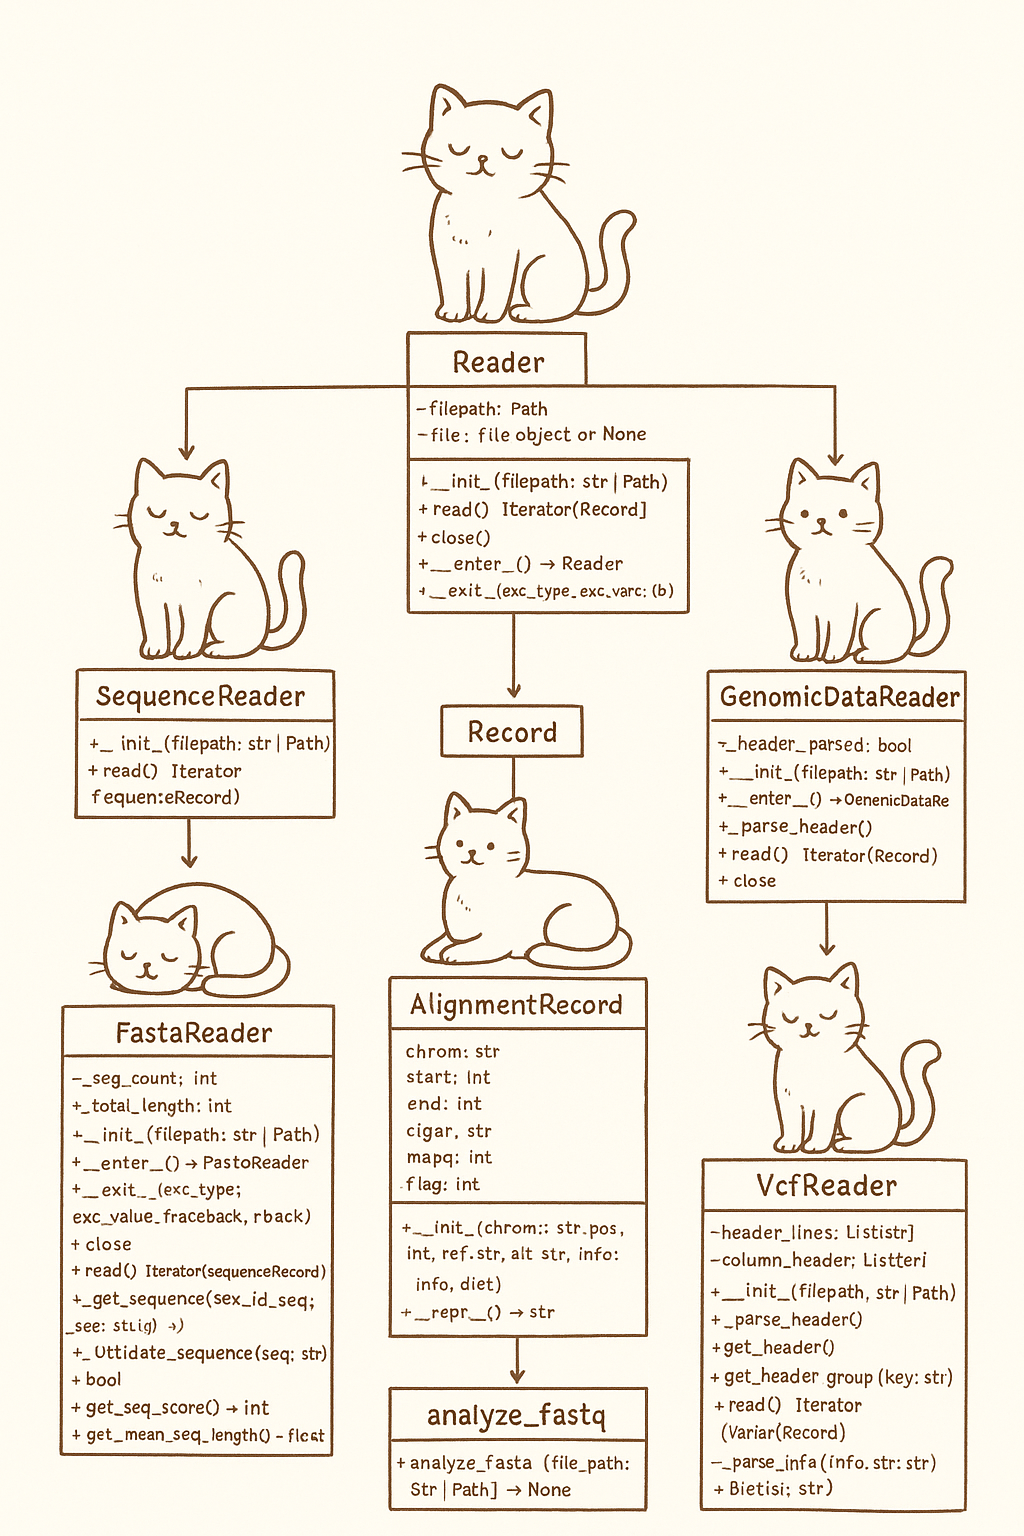 Reader
-filepath: Path
-file: file object or None
+__init_(filepath: str | Path)
+ read() Iterator(Record]
+ close()
+__enter_() → Reader
+__exit_(exc_type_exc_varc: (b)
SequenceReader
+_ init_(filepath: str | Path)
+ read() Iterator
fequen:eRecord)
Record
GenomicDataReader
-_header_parsed: bool
+___init_(filepath: str | Path)
+__enter__() →OenenicDataRe
+_parse_header()
+ read() Iterator(Record)
+ close
FastaReader
-_seg_count; int
+_total_length: int
+__init_(filepath: str | Path)
+__enter__() → PastoReader
+__exit__(exc_type;
exc_value_fraceback, rback)
+ close
+ read() Iterator(sequenceRecord)
+_get_sequence(sex_id_seq;
_see: stLig) →)
+_ Uttidate_sequence(seq: str)
+ bool
+ get_seq_score() → int
+ get_mean_seq_length() - float
AlignmentRecord
chrom: str
start; Int
end: int
cigar, str
mapq: int
flag: int
+__init_(chrom:: str.pos,
int, ref.str, alt str, info:
info, diet)
+__repr__() → str
analyze_fastq
+ analyze_fasta (file_path:
Str | Path] → None
VcfReader
-header_lines: Lististr]
-column_header; Listteri
+__init_(filepath, str | Path)
+_parse_header()
+get_header()
+ get_header group (key: str)
+ read() Iterator
(Variar(Record)
-_parse_infa(info. str: str)
+ Bietisi; str)